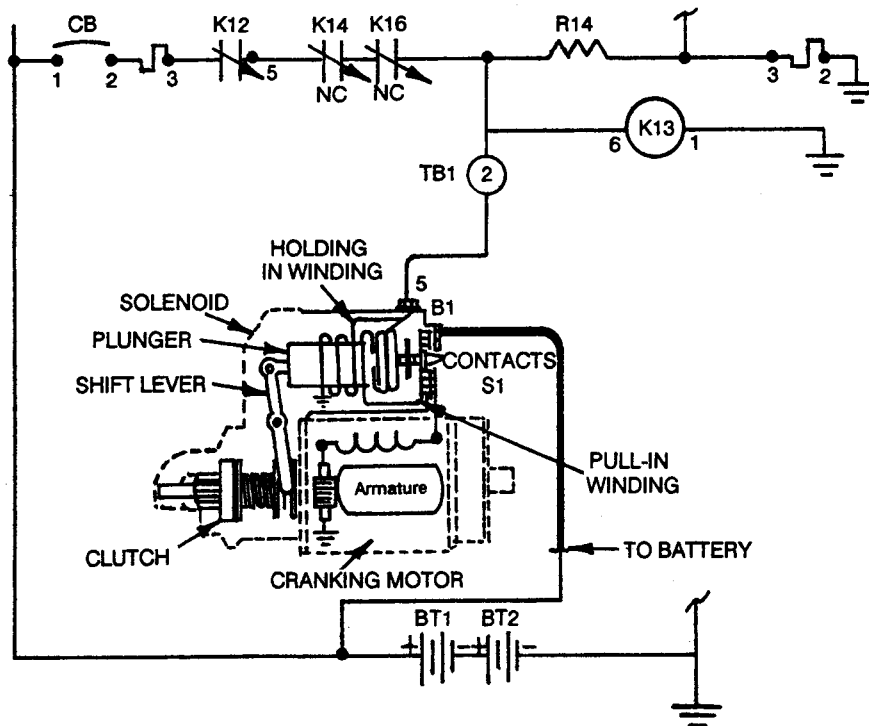 CB
K12
K14
K16
R14
1
2
3
5
NC
NC
3
2
K13
6
1
TB1
2
HOLDING
IN WINDING
5
B1
SOLENOID
PLUNGER
CONTACTS
S1
SHIFT LEVER
PULL-IN
WINDING
Armature
CLUTCH
TO BATTERY
CRANKING MOTOR
BT1
BT2